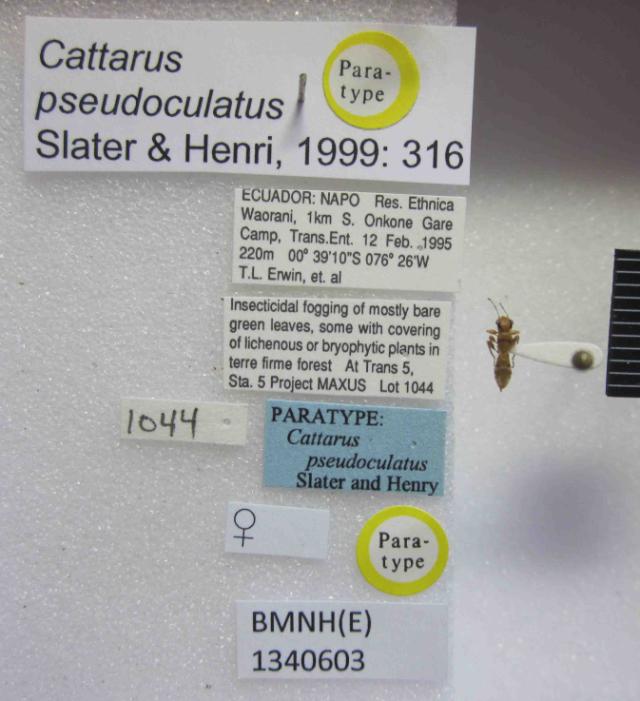 Cattarus
pseudoculatus
Slater & Henri, 1999: 316
Para-
type
ECUADOR: NAPO Res. Ethnica
Waorani, 1km S. Onkone Gare
Camp, Trans.Ent. 12 Feb. 1995
220m 00° 39'10"S 076° 26'W
T.L. Erwin, et. al
Insecticidal fogging of mostly bare
green leaves, some with covering
of lichenous or bryophytic plants in
terre firme forest At Trans 5,
Sta. 5 Project MAXUS Lot 1044
1044
PARATYPE:
Cattarus
pseudoculatus
Slater and Henry
♀
Para-
type
BMNH(E)
1340603